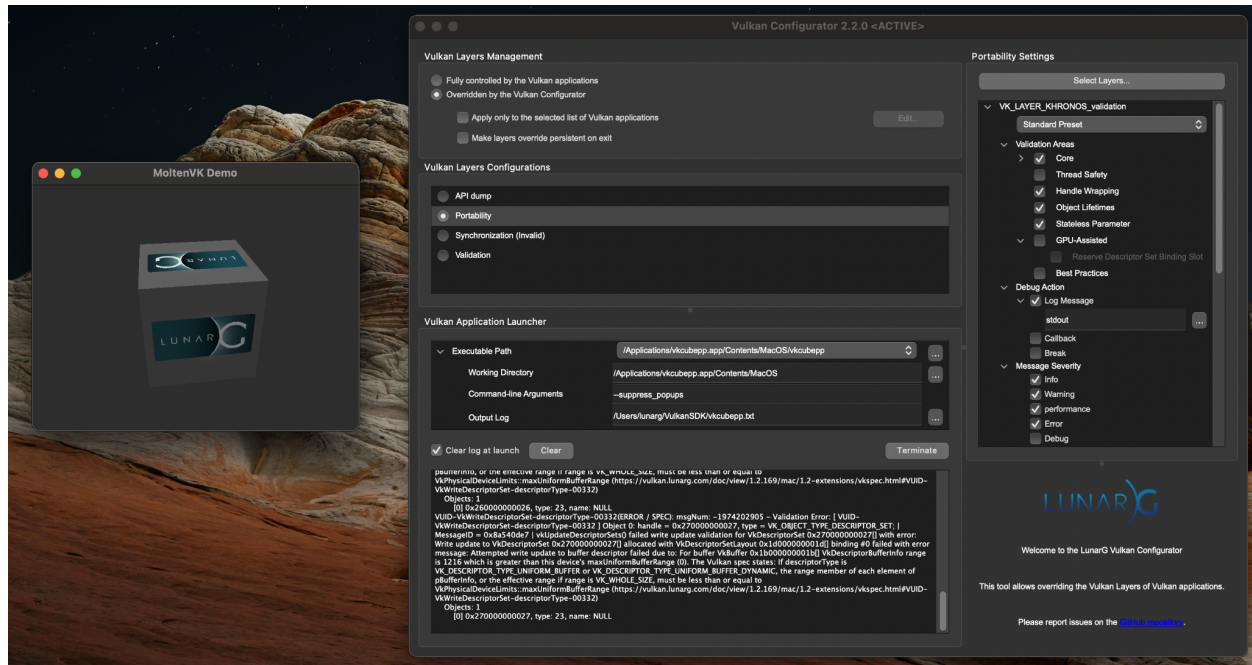 Vulkan Configurator 2.2.0 <ACTIVE>
MoltenVK Demo
LUNARG
LUNARG
Vulkan Layers Management
Fully controlled by the Vulkan applications
Overridden by the Vulkan Configurator
Apply only to the selected list of Vulkan applications
Edit...
Make layers override persistent on exit
Vulkan Layers Configurations
API dump
Portability
Synchronization (Invalid)
Validation
Vulkan Application Launcher
Executable Path
/Applications/vkcubepp.app/Contents/MacOS/vkcubepp
...
Working Directory
/Applications/vkcubepp.app/Contents/MacOS
...
Command-line Arguments
--suppress_popups
Output Log
/Users/lunarg/VulkanSDK/vkcubepp.txt
...
Clear log at launch
Clear
Terminate
pBufferInfo, or the effective range if range is VK_WHOLE_SIZE, must be less than or equal to
VkPhysicalDeviceLimits::maxUniformBufferRange (https://vulkan.lunarg.com/doc/view/1.2.169/mac/1.2-extensions/vkspec.html#VUID-
VkWriteDescriptorSet-descriptorType-00332)
Objects: 1
[0] 0x260000000026, type: 23, name: NULL
VUID-VkWriteDescriptorSet-descriptorType-00332(ERROR / SPEC): msgNum: -1974202905 - Validation Error: [ VUID-
VkWriteDescriptorSet-descriptorType-00332 ] Object 0: handle = 0x270000000027, type = VK_OBJECT_TYPE_DESCRIPTOR_SET; |
MessageID = 0x8a540de7 | vkUpdateDescriptorSets() failed write update validation for VkDescriptorSet 0x270000000027[] with error:
Write update to VkDescriptorSet 0x270000000027[] allocated with VkDescriptorSetLayout 0x1d000000001d[] binding #0 failed with error
message: Attempted write update to buffer descriptor failed due to: For buffer VkBuffer 0x1b000000001b[] VkDescriptorBufferInfo range
is 1216 which is greater than this device's maxUniformBufferRange (0). The Vulkan spec states: If descriptorType is
VK_DESCRIPTOR_TYPE_UNIFORM_BUFFER or VK_DESCRIPTOR_TYPE_UNIFORM_BUFFER_DYNAMIC, the range member of each element of
pBufferInfo, or the effective range if range is VK_WHOLE_SIZE, must be less than or equal to
VkPhysicalDeviceLimits::maxUniformBufferRange (https://vulkan.lunarg.com/doc/view/1.2.169/mac/1.2-extensions/vkspec.html#VUID-
VkWriteDescriptorSet-descriptorType-00332)
Objects: 1
[0] 0x270000000027, type: 23, name: NULL
Portability Settings
Select Layers...
VK_LAYER_KHRONOS_validation
Standard Preset
Validation Areas
Core
Thread Safety
Handle Wrapping
Object Lifetimes
Stateless Parameter
GPU-Assisted
Reserve Descriptor Set Binding Slot
Best Practices
Debug Action
Log Message
stdout
...
Callback
Break
Message Severity
Info
Warning
performance
Error
Debug
LUNARG
Welcome to the LunarG Vulkan Configurator
This tool allows overriding the Vulkan Layers of Vulkan applications.
Please report issues on the GitHub repository.